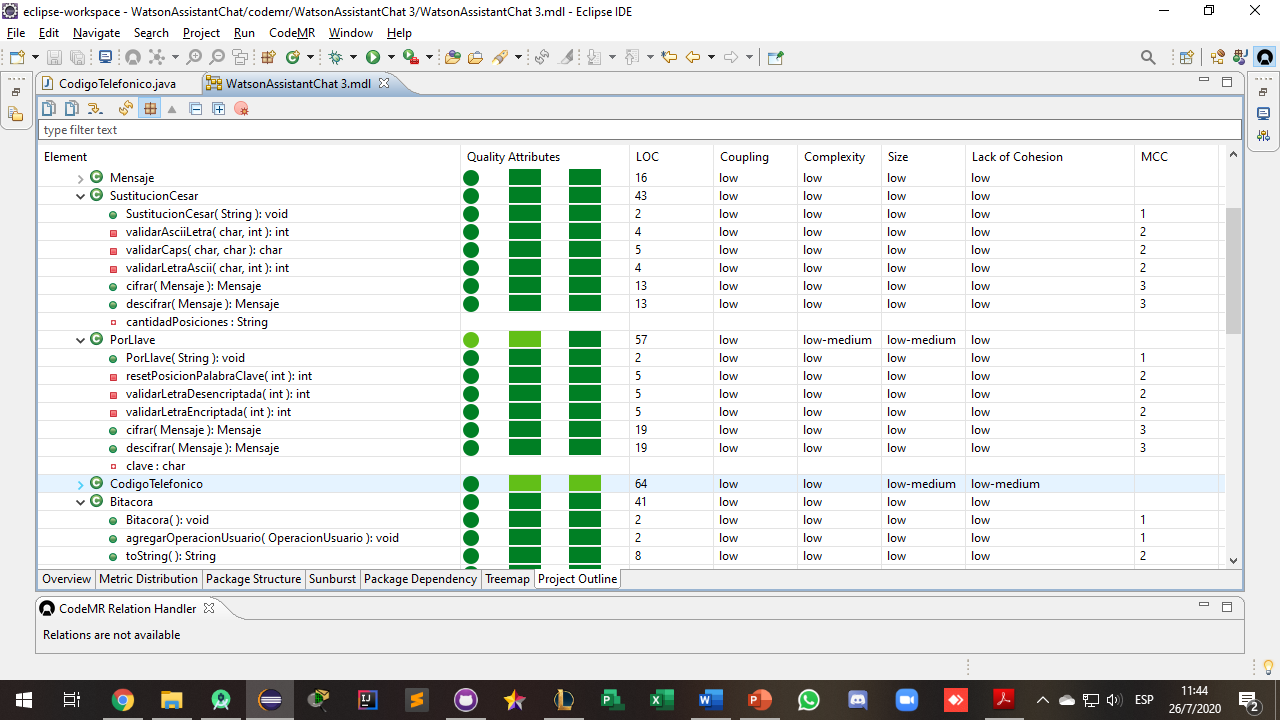 eclipse-workspace - WatsonAssistantChat/codemr/WatsonAssistantChat 3/WatsonAssistantChat 3.mdl - Eclipse IDE
File Edit Navigate Search Project Run CodeMR Window Help
CodigoTelefonico.java WatsonAssistantChat 3.mdl
type filter text
Element Quality Attributes LOC Coupling Complexity Size Lack of Cohesion MCC
Mensaje 16 low low low low
SustitucionCesar 43 low low low low
SustitucionCesar( String ): void 2 low low low low 1
validarAsciiLetra( char, int ): int 4 low low low low 2
validarCaps( char, char ): char 5 low low low low 2
validarLetraAscii( char, int ): int 4 low low low low 2
cifrar( Mensaje ): Mensaje 13 low low low low 3
descifrar( Mensaje ): Mensaje 13 low low low low 3
cantidadPosiciones : String
PorLlave 57 low low-medium low-medium low
PorLlave( String ): void 2 low low low low 1
resetPosicionPalabraClave( int ): int 5 low low low low 2
validarLetraDesencriptada( int ): int 5 low low low low 2
validarLetraEncriptada( int ): int 5 low low low low 2
cifrar( Mensaje ): Mensaje 19 low low low low 3
descifrar( Mensaje ): Mensaje 19 low low low low 3
clave : char
CodigoTelefonico 64 low low low-medium low-medium
Bitacora 41 low low low low
Bitacora( ): void 2 low low low low 1
agregarOperacionUsuario( OperacionUsuario ): void 2 low low low low 1
toString( ): String 8 low low low low 2
Overview Metric Distribution Package Structure Sunburst Package Dependency Treemap Project Outline
CodeMR Relation Handler
Relations are not available
ESP
11:44
26/7/2020
2